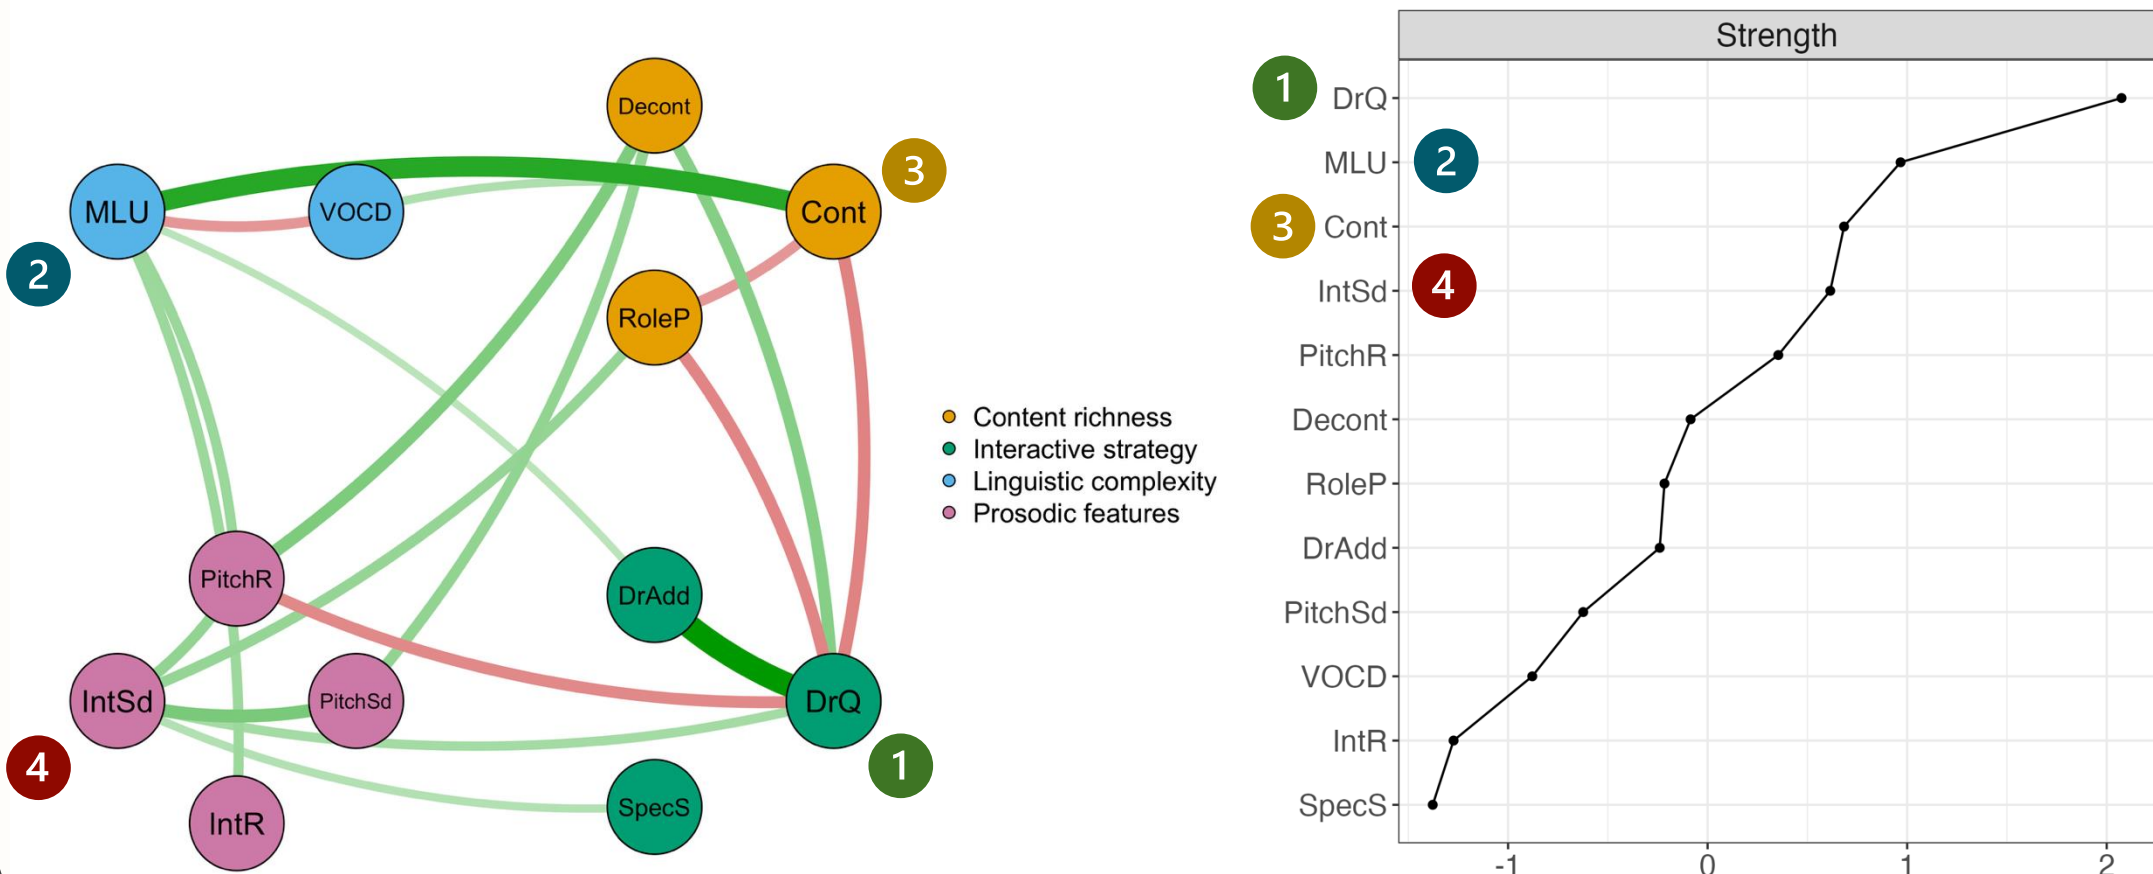 Decont
3
MLU
VOCD
Cont
2
RoleP
Content richness
Interactive strategy
Linguistic complexity
Prosodic features
PitchR
DrAdd
IntSd
PitchSd
DrQ
4
1
IntR
SpecS
Strength
1 DrQ
MLU 2
3 Cont
IntSd 4
PitchR
Decont
RoleP
DrAdd
PitchSd
VOCD
IntR
SpecS
-1 0 1 2